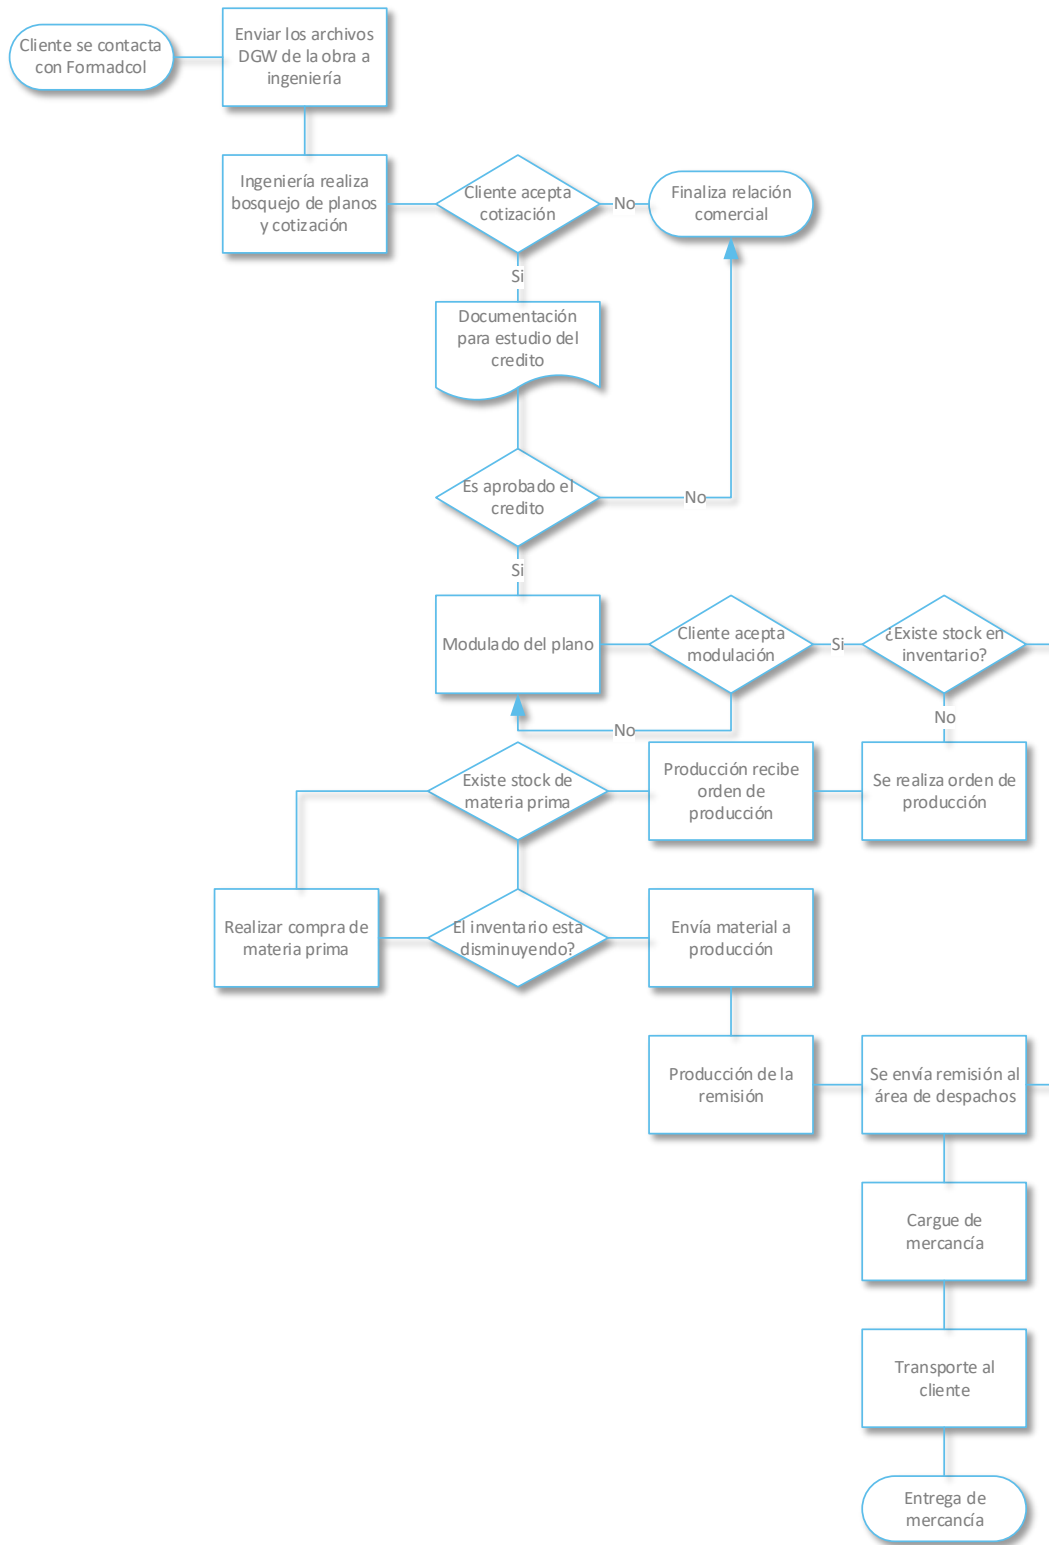 Cliente se contacta
con Formadcol
Enviar los archivos
DGW de la obra a
ingeniería
Ingeniería realiza
bosquejo de planos
y cotización
Cliente acepta
cotización
No
Finaliza relación
comercial
Si
Documentación
para estudio del
credito
Es aprobado el
credito
No
Si
Modulado del plano
Cliente acepta
modulación
Si
¿Existe stock en
inventario?
No
No
Existe stock de
materia prima
Producción recibe
orden de
producción
Se realiza orden de
producción
Realizar compra de
materia prima
El inventario esta
disminuyendo?
Envía material a
producción
Producción de la
remisión
Se envía remisión al
área de despachos
Cargue de
mercancía
Transporte al
cliente
Entrega de
mercancía